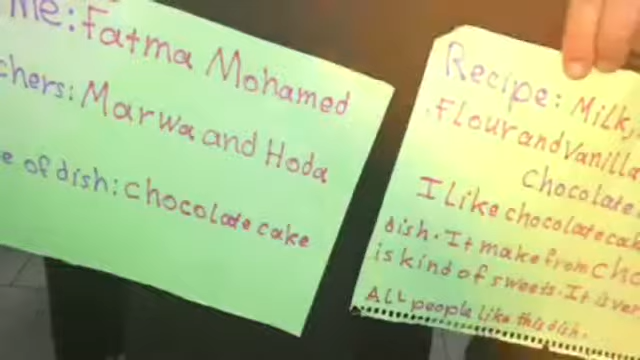 me: Fatma Mohamed
chers: Marwa and Hoda
e of dish: chocolate cake
Recipe: Milk,
Flour and Vanilla
Chocolate
I like chocolate cak
dish. It make from cho
is kind of sweets. It is ver
All people like this dish.